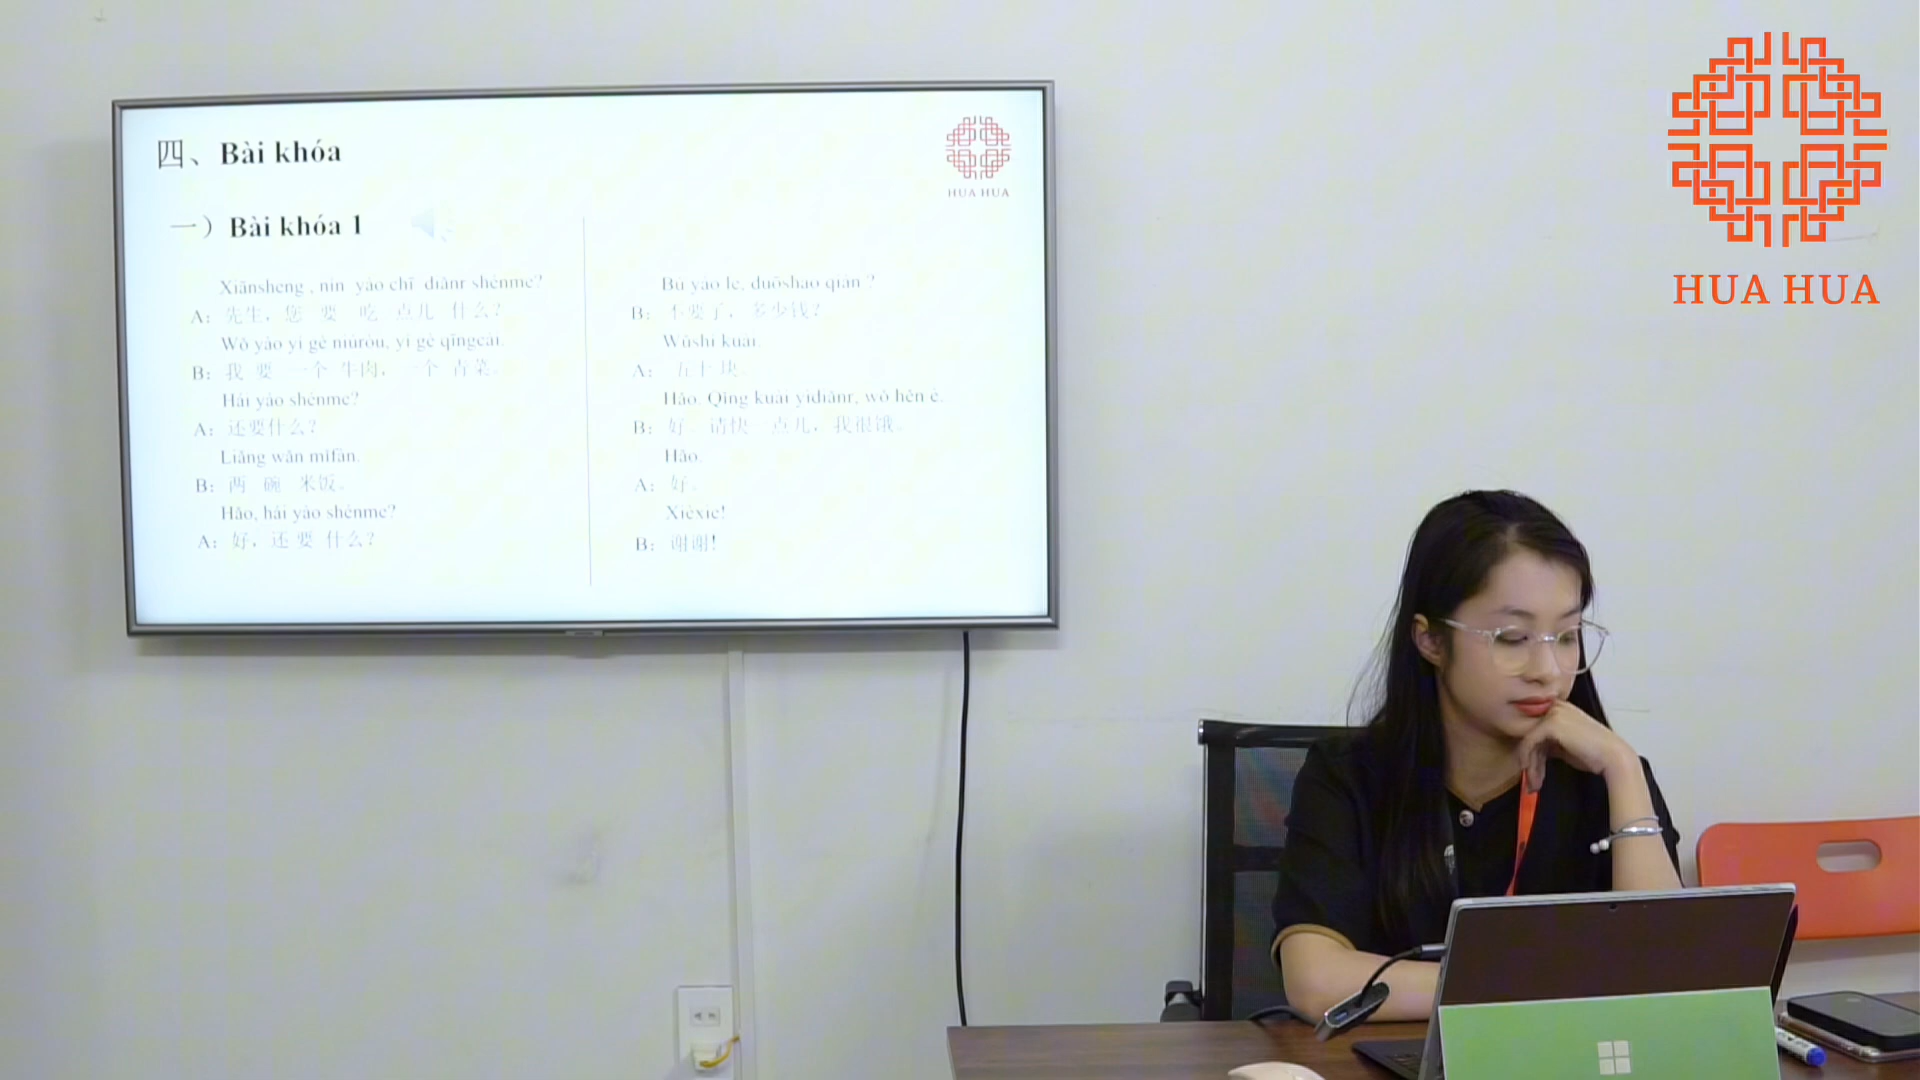 四、Bài khóa
HUA HUA
一）Bài khóa 1
Xiānsheng , nín yào chī diǎnr shénme?
A： 先生，您 要 吃 点儿 什么？
Wǒ yào yí gè niúròu, yí gè qīngcài.
B： 我 要 一个 牛肉，一个 青菜。
Hái yào shénme?
A： 还要什么？
Liǎng wǎn mǐfàn.
B： 两 碗 米饭。
Hǎo, hái yào shénme?
A： 好，还 要 什么？
Bú yào le, duōshao qián ?
B： 不要了，多少钱？
Wǔshí kuài.
A： 五十块。
Hǎo. Qǐng kuài yìdiǎnr, wǒ hěn è.
B： 好。请快一点儿，我很饿。
Hǎo.
A： 好。
Xièxie!
B： 谢谢！
HUA HUA